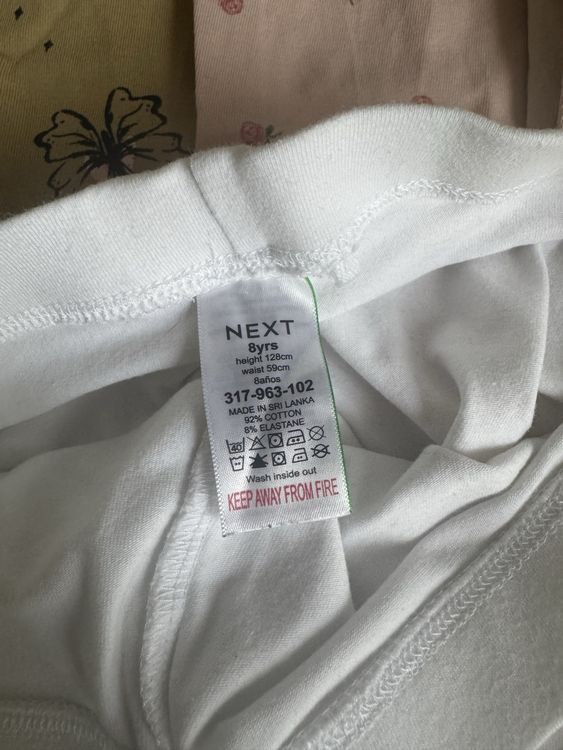 NEXT
8yrs
height 128cm
waist 59cm
8años
317-963-102
MADE IN SRI LANKA
92% COTTON
8% ELASTANE
40
Wash inside out
KEEP AWAY FROM FIRE